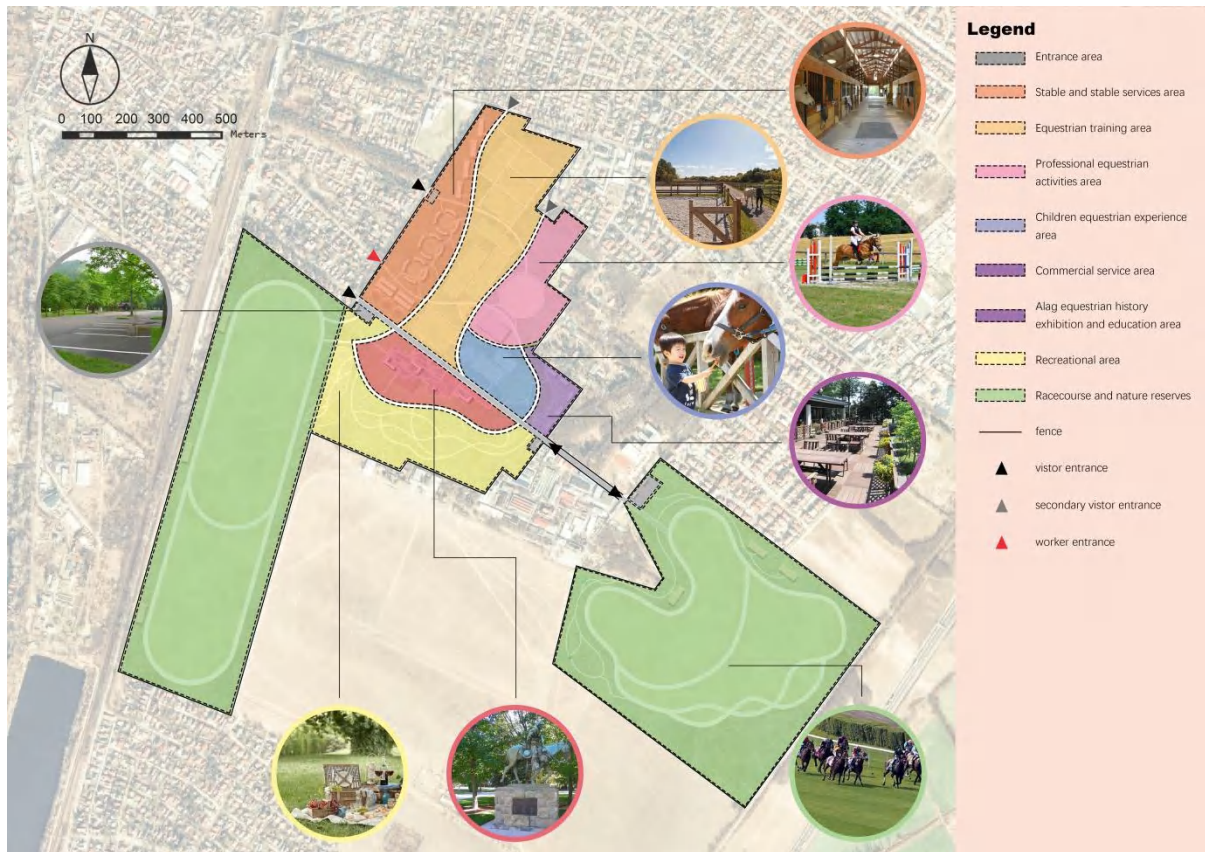 N
0 100 200 300 400 500
Meters
Legend
Entrance area
Stable and stable services area
Equestrian training area
Professional equestrian
activities area
Children equestrian experience
area
Commercial service area
Alag equestrian history
exhibition and education area
Recreational area
Racecourse and nature reserves
fence
vistor entrance
secondary vistor entrance
worker entrance